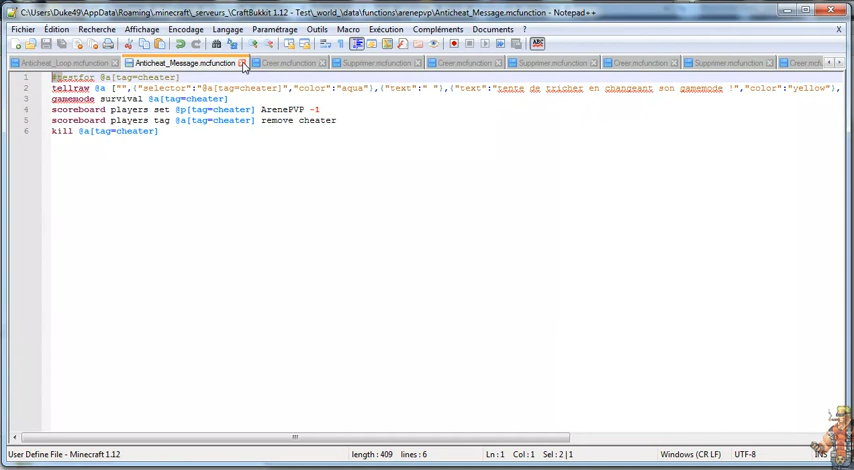 C:\Users\Duke49\AppData\Roaming\.minecraft\_serveurs_\CraftBukkit 1.12 - Test\_world_\data\functions\arenepvp\Anticheat_Message.mcfunction - Notepad++
Fichier Édition Recherche Affichage Encodage Langage Paramétrage Outils Macro Exécution Compléments Documents ? X
Anticheat_Loop.mcfunction Anticheat_Message.mcfunction Creer.mcfunction Supprimer.mcfunction Creer.mcfunction Supprimer.mcfunction Creer.mcfunction Supprimer.mcfunction Creer.mcfu
1 #testfor @a[tag=cheater]
2 tellraw @a ["",{"selector":"@a[tag=cheater]","color":"aqua"},{"text":" "},{"text":"tente de tricher en changeant son gamemode !","color":"yellow"},
3 gamemode survival @a[tag=cheater]
4 scoreboard players set @p[tag=cheater] ArenePVP -1
5 scoreboard players tag @a[tag=cheater] remove cheater
6 kill @a[tag=cheater]
User Define File - Minecraft 1.12 length : 409 lines : 6 Ln : 1 Col : 1 Sel : 2 | 1 Windows (CR LF) UTF-8 INS